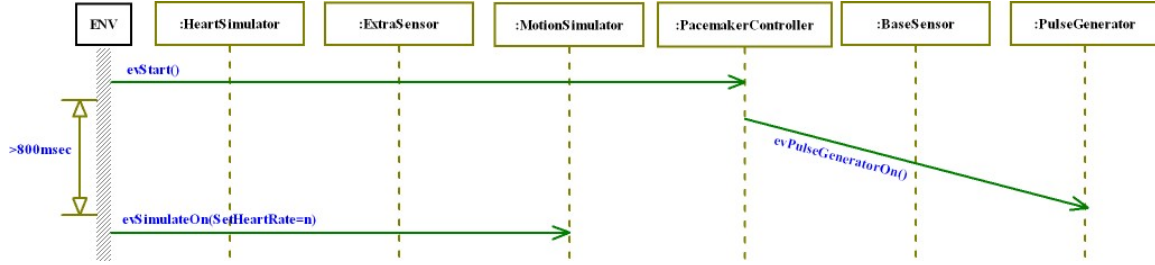 ENV
:HeartSimulator
:ExtraSensor
:MotionSimulator
:PacemakerController
:BaseSensor
:PulseGenerator
evStart()
>800msec
evPulseGeneratorOn()
evSimulateOn(SetHeartRate=n)